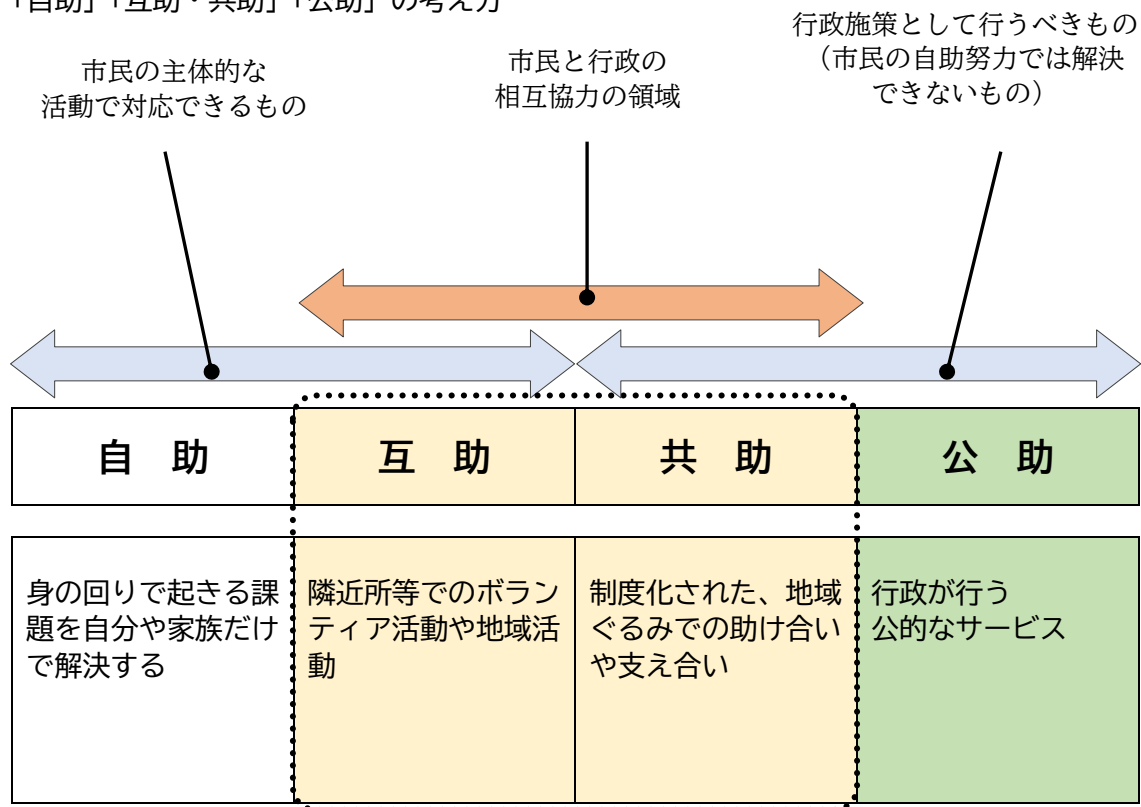 「自助」「互助・共助」「公助」の考え方
市民の主体的な
活動で対応できるもの
市民と行政の
相互協力の領域
行政施策として行うべきもの
（市民の自助努力では解決
できないもの）
自　助
互　助
共　助
公　助
身の回りで起きる課
題を自分や家族だけ
で解決する
隣近所等でのボラン
ティア活動や地域活
動
制度化された、地域
ぐるみでの助け合い
や支え合い
行政が行う
公的なサービス